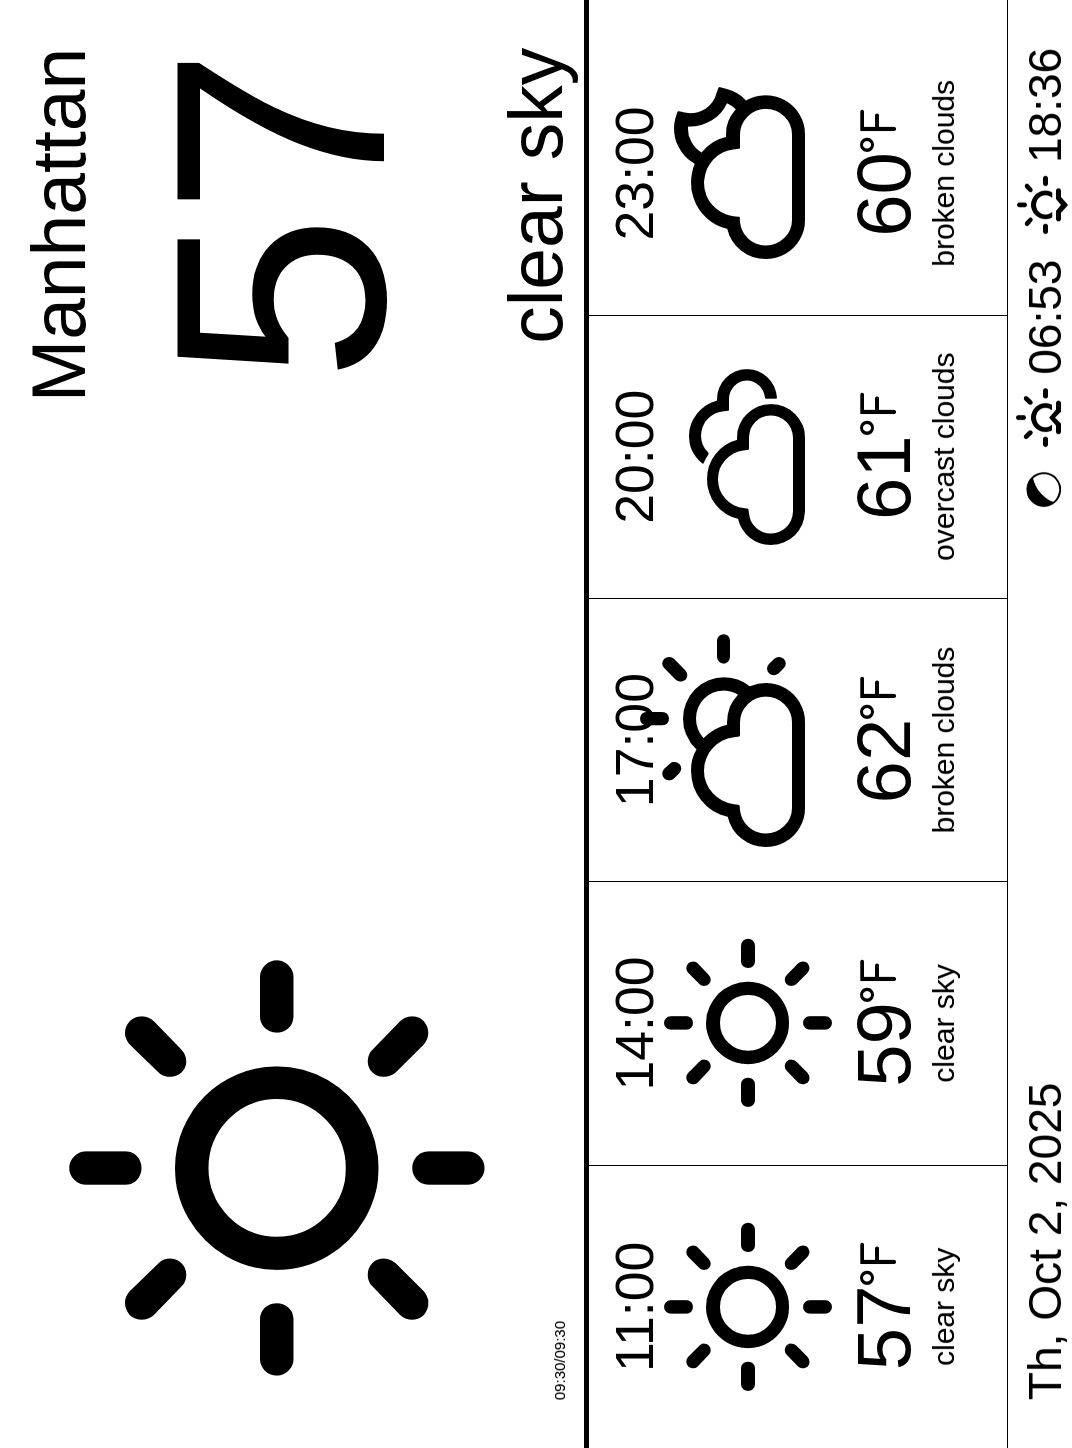 Manhattan
57
clear sky
09:30/09:30
11:00
57°F
clear sky
14:00
59°F
clear sky
17:00
62°F
broken clouds
20:00
61°F
overcast clouds
23:00
60°F
broken clouds
Th, Oct 2, 2025
06:53
18:36